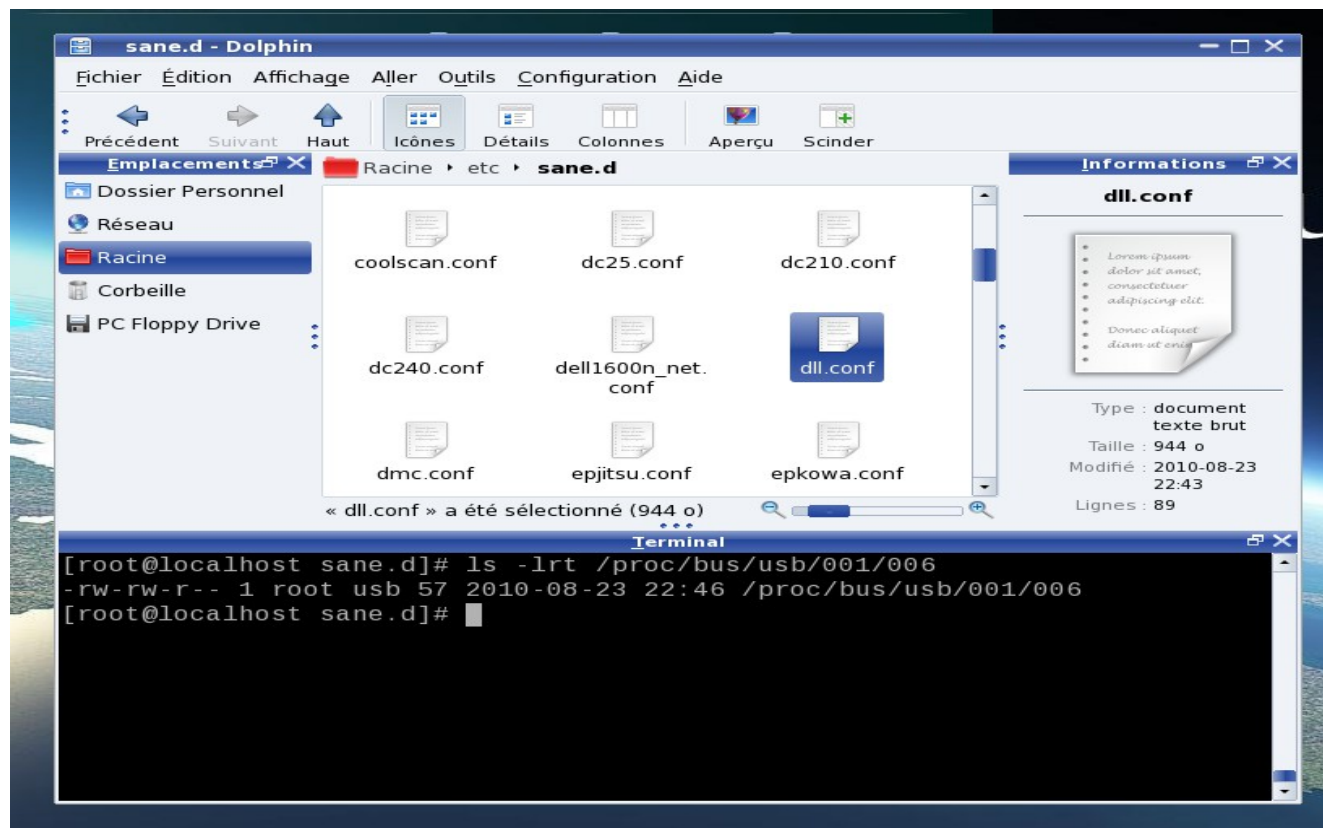 sane.d - Dolphin
Fichier Édition Affichage Aller Outils Configuration Aide
Précédent Suivant Haut Icônes Détails Colonnes Aperçu Scinder
Emplacements
Dossier Personnel
Réseau
Racine
Corbeille
PC Floppy Drive
Racine etc sane.d
coolscan.conf dc25.conf dc210.conf
dc240.conf dell1600n_net. dll.conf
conf
dmc.conf epjitsu.conf epkowa.conf
« dll.conf » a été sélectionné (944 o)
Informations
dll.conf
Lorem ipsum
dolor sit amet,
consectetuer
adipiscing elit.
Donec aliquet
diam ut
Type : document
texte brut
Taille : 944 o
Modifié : 2010-08-23
22:43
Lignes : 89
Terminal
[root@localhost sane.d]# ls -lrt /proc/bus/usb/001/006
-rw-rw-r-- 1 root usb 57 2010-08-23 22:46 /proc/bus/usb/001/006
[root@localhost sane.d]#